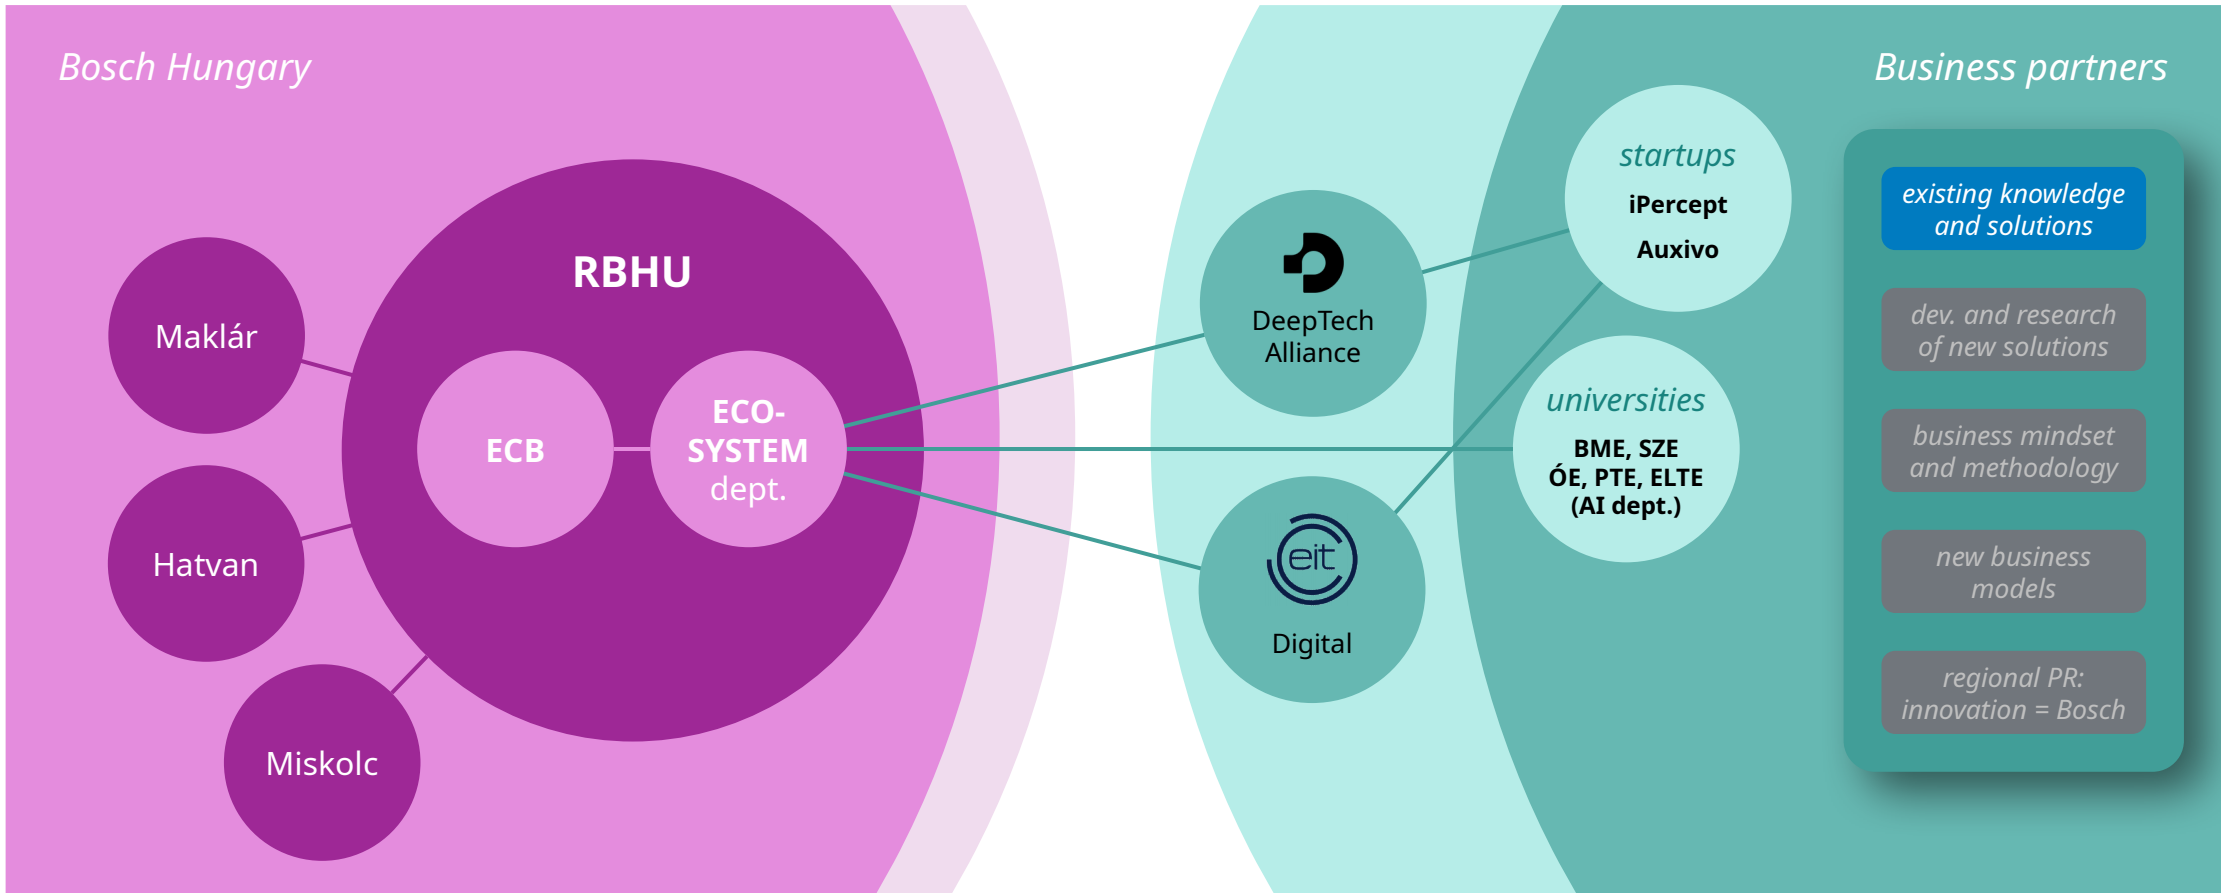 Bosch Hungary
Business partners
Maklár
Hatvan
Miskolc
RBHU
ECB
ECO-
SYSTEM
dept.
DeepTech
Alliance
eit
Digital
startups
iPercept
Auxivo
universities
BME, SZE
ÓE, PTE, ELTE
(AI dept.)
existing knowledge
and solutions
dev. and research
of new solutions
business mindset
and methodology
new business
models
regional PR:
innovation = Bosch